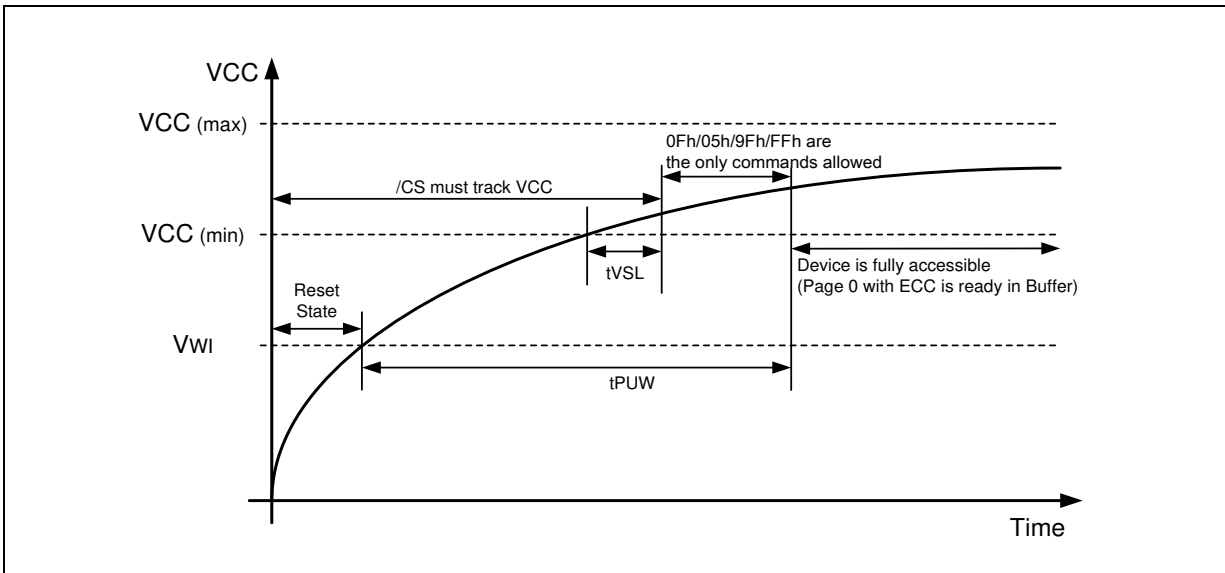 VCC
VCC (max)
0Fh/05h/9Fh/FFh are
the only commands allowed
/CS must track VCC
VCC (min)
tVSL
Device is fully accessible
(Page 0 with ECC is ready in Buffer)
Reset
State
VWI
tPUW
Time